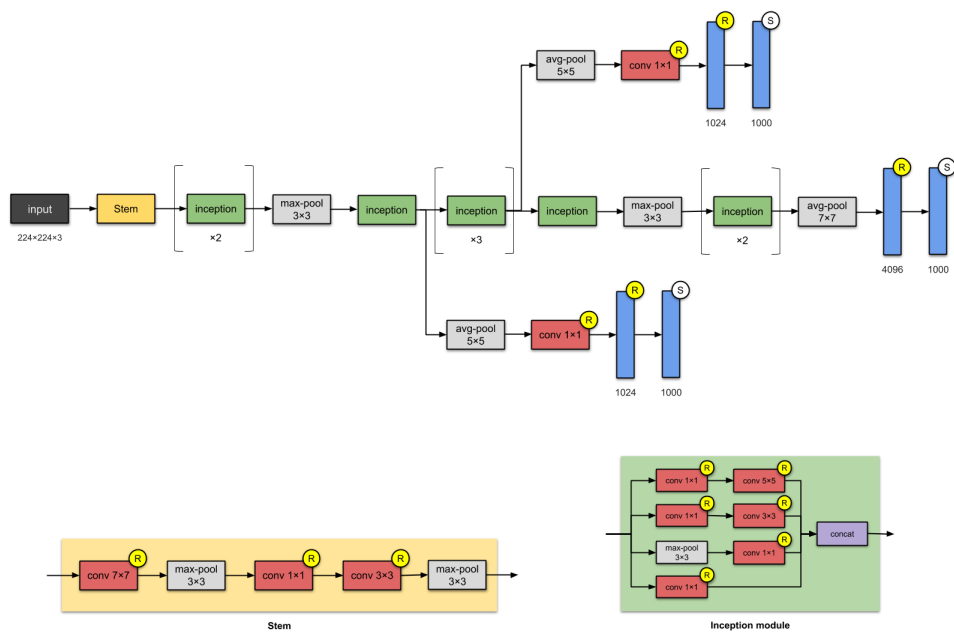 R
S
avg-pool
5×5
conv 1×1
R
1024
1000
input
224×224×3
Stem
inception
×2
max-pool
3×3
inception
inception
×3
inception
max-pool
3×3
inception
×2
avg-pool
7×7
R
S
4096
1000
avg-pool
5×5
conv 1×1
R
R
S
1024
1000
conv 7×7
R
max-pool
3×3
conv 1×1
R
conv 3×3
R
max-pool
3×3
Stem
conv 1×1
R
conv 5×5
R
conv 1×1
R
conv 3×3
R
max-pool
3×3
conv 1×1
R
conv 1×1
R
concat
Inception module